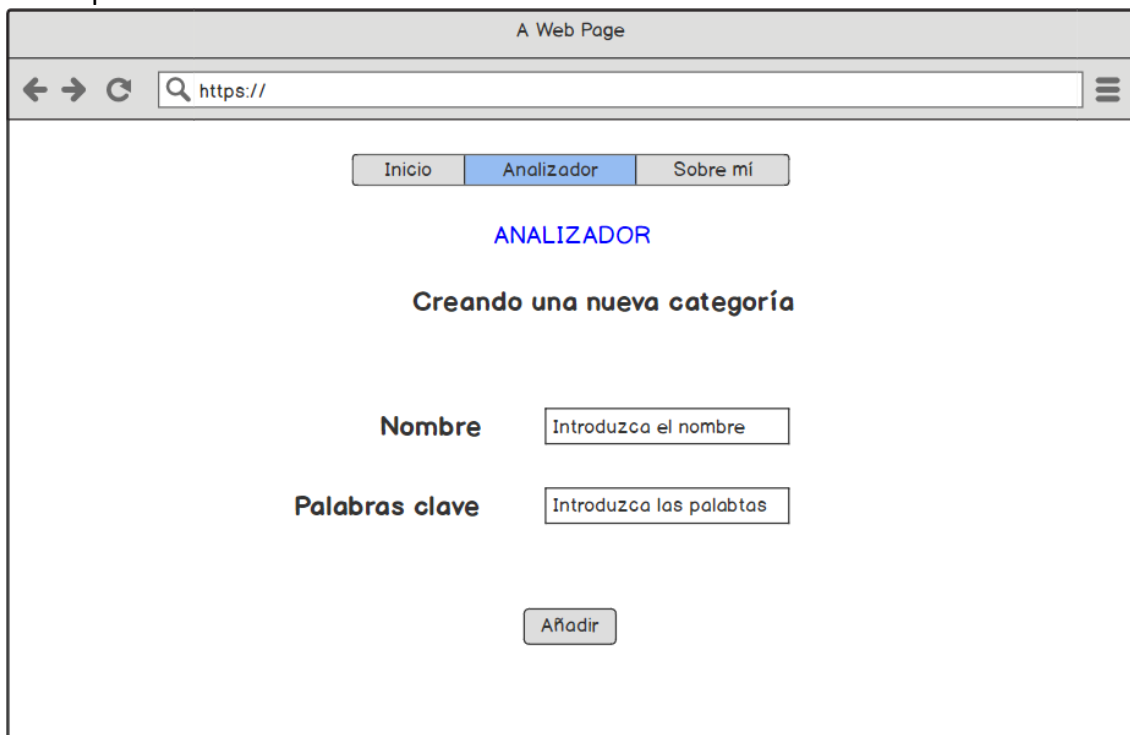 A Web Page
https://
Inicio Analizador Sobre mí
ANALIZADOR
Creando una nueva categoría
Nombre Introduzca el nombre
Palabras clave Introduzca las palabtas
Añadir